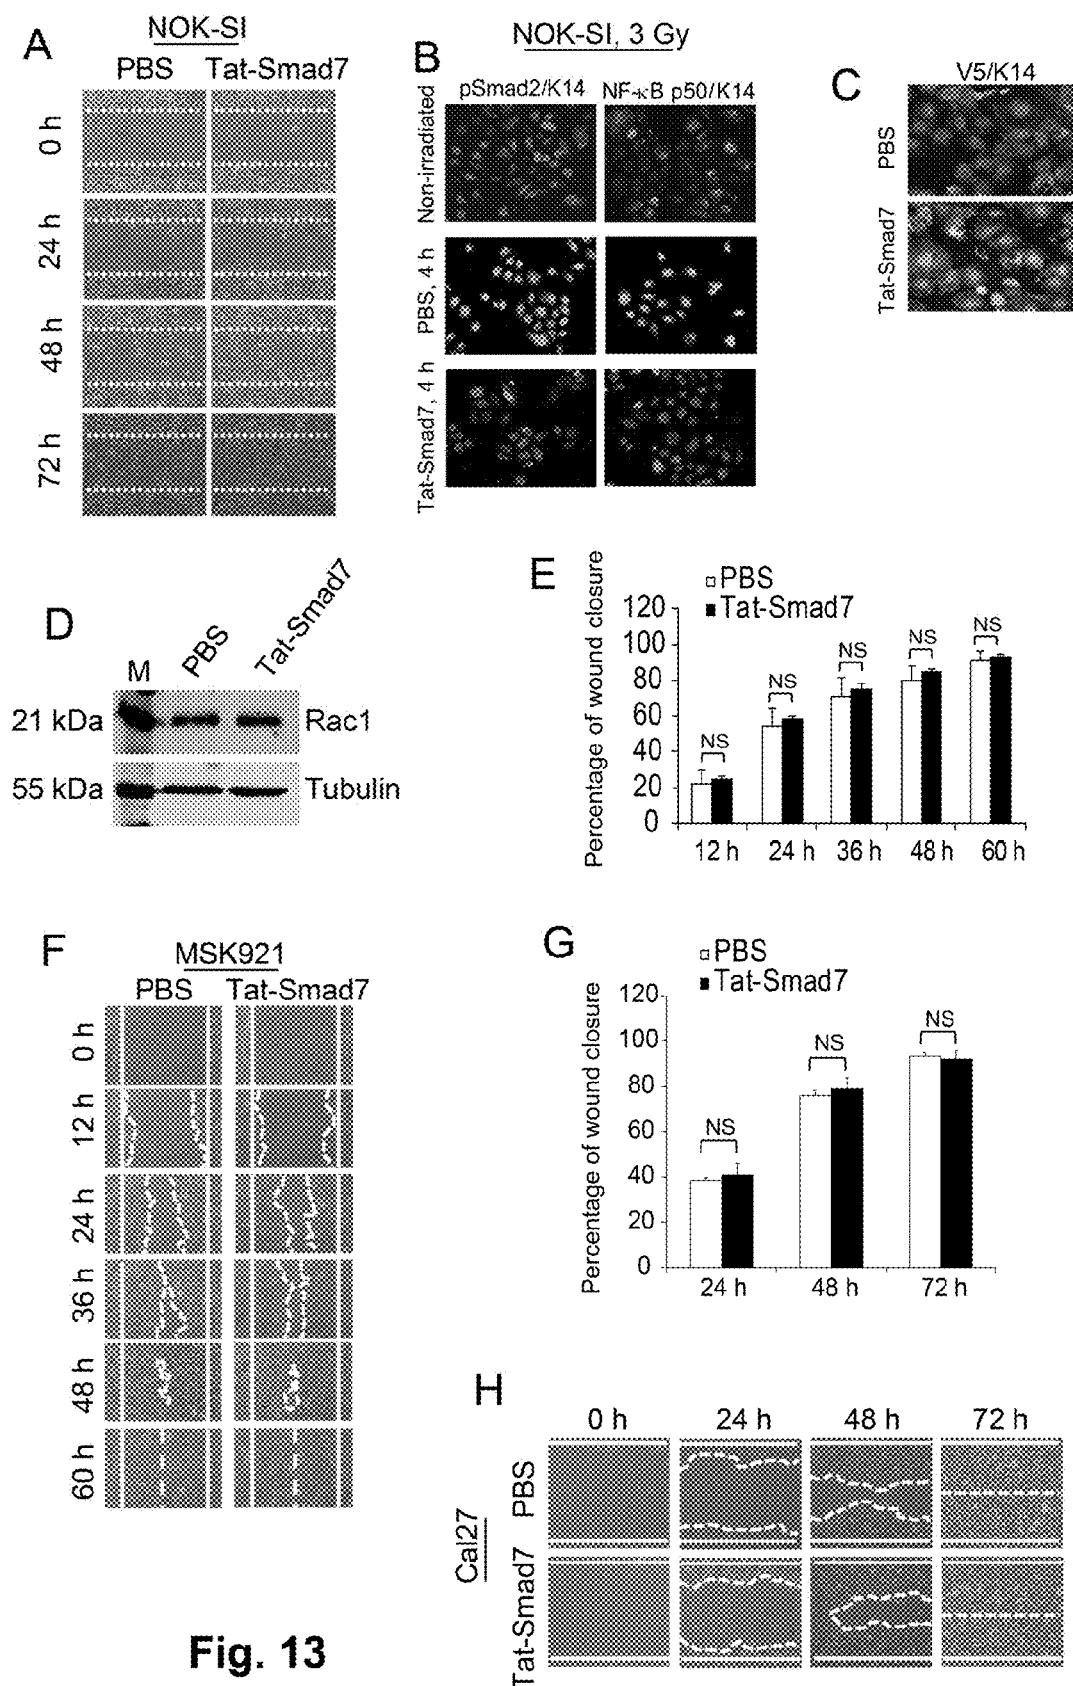 A
NOK-SI
PBS Tat-Smad7
0 h
24 h
48 h
72 h
B
NOK-SI, 3 Gy
pSmad2/K14 NF-κB p50/K14
Non-irradiated
PBS, 4 h
Tat-Smad7, 4 h
C
V5/K14
PBS
Tat-Smad7
D
M PBS Tat-Smad7
21 kDa Rac1
55 kDa Tubulin
E
PBS
Tat-Smad7
Percentage of wound closure
120
100
80
60
40
20
0
NS NS NS NS NS
12 h 24 h 36 h 48 h 60 h
F
MSK921
PBS Tat-Smad7
0 h
12 h
24 h
36 h
48 h
60 h
G
PBS
Tat-Smad7
Percentage of wound closure
120
100
80
60
40
20
0
NS NS NS
24 h 48 h 72 h
H
0 h 24 h 48 h 72 h
Cal27
PBS
Tat-Smad7
Fig. 13